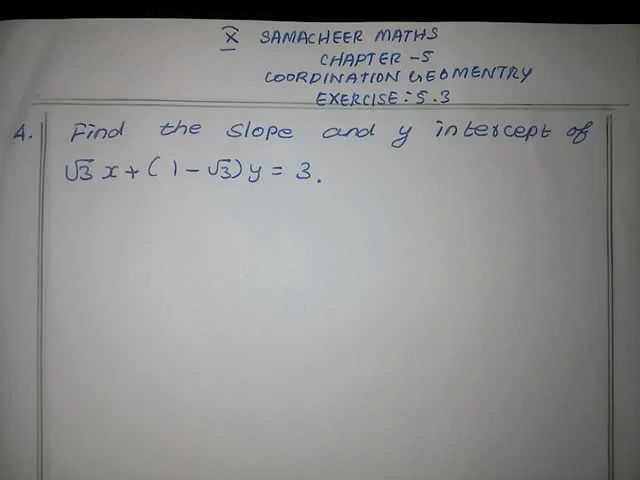 X SAMACHEER MATHS
CHAPTER -5
COORDINATION GEOMENTRY
EXERCISE: 5.3
4. Find the slope and y intercept of
√3 x + (1 - √3) y = 3.